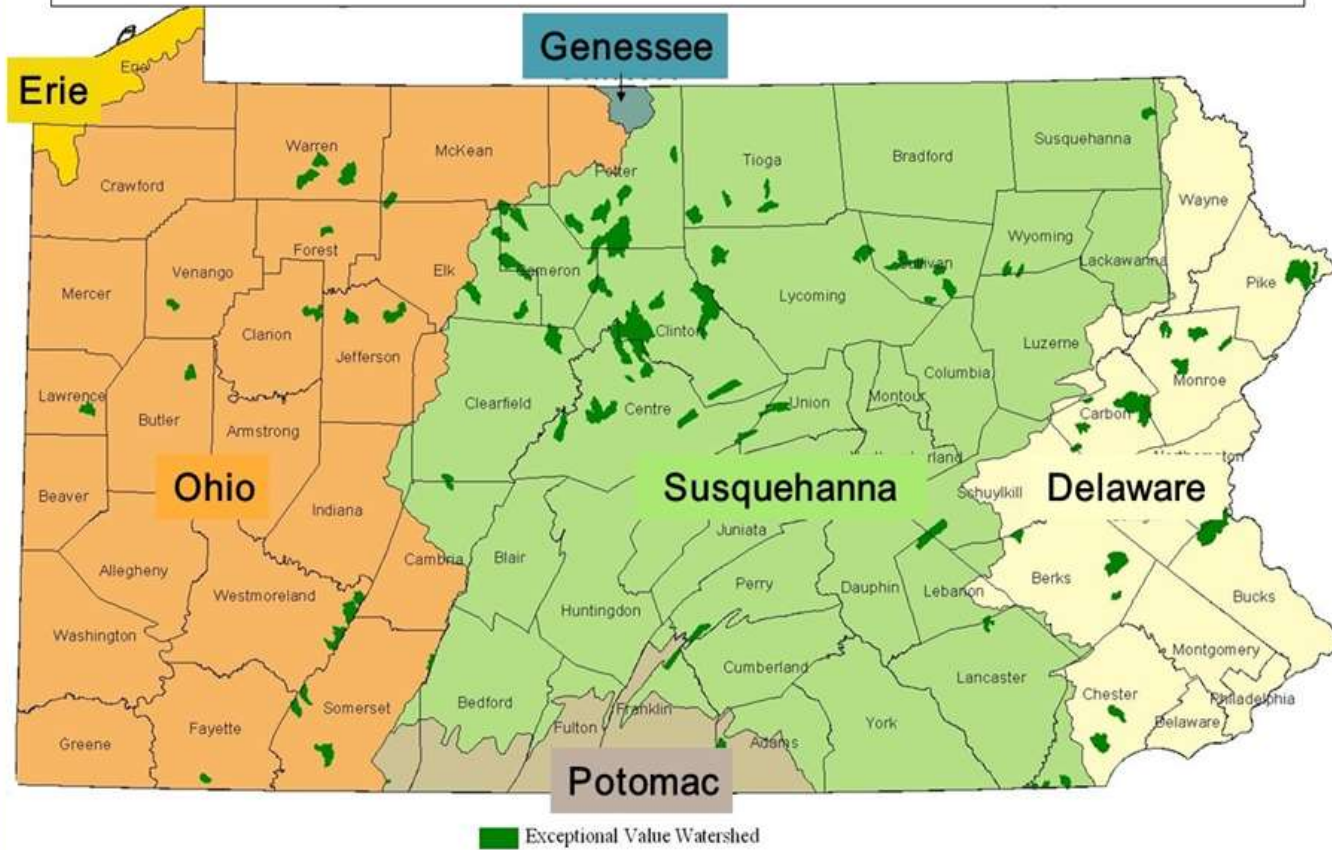 Genessee
Erie
Erie
Warren
McKean
Potter
Tioga
Bradford
Susquehanna
Crawford
Wayne
Forest
Wyoming
Venango
Elk
Cameron
Sullivan
Lackawanna
Mercer
Lycoming
Pike
Clarion
Clinton
Jefferson
Luzerne
Columbia
Monroe
Lawrence
Clearfield
Centre
Union
Montour
Butler
Carbon
Armstrong
Ohio
Susquehanna
Delaware
Beaver
Schuylkill
Indiana
Juniata
Cambria
Blair
Allegheny
Perry
Dauphin
Lebanon
Berks
Westmoreland
Huntingdon
Bucks
Washington
Montgomery
Cumberland
Lancaster
Chester
Bedford
Somerset
Franklin
Philadelphia
Fayette
Fulton
York
Delaware
Greene
Adams
Potomac
Exceptional Value Watershed